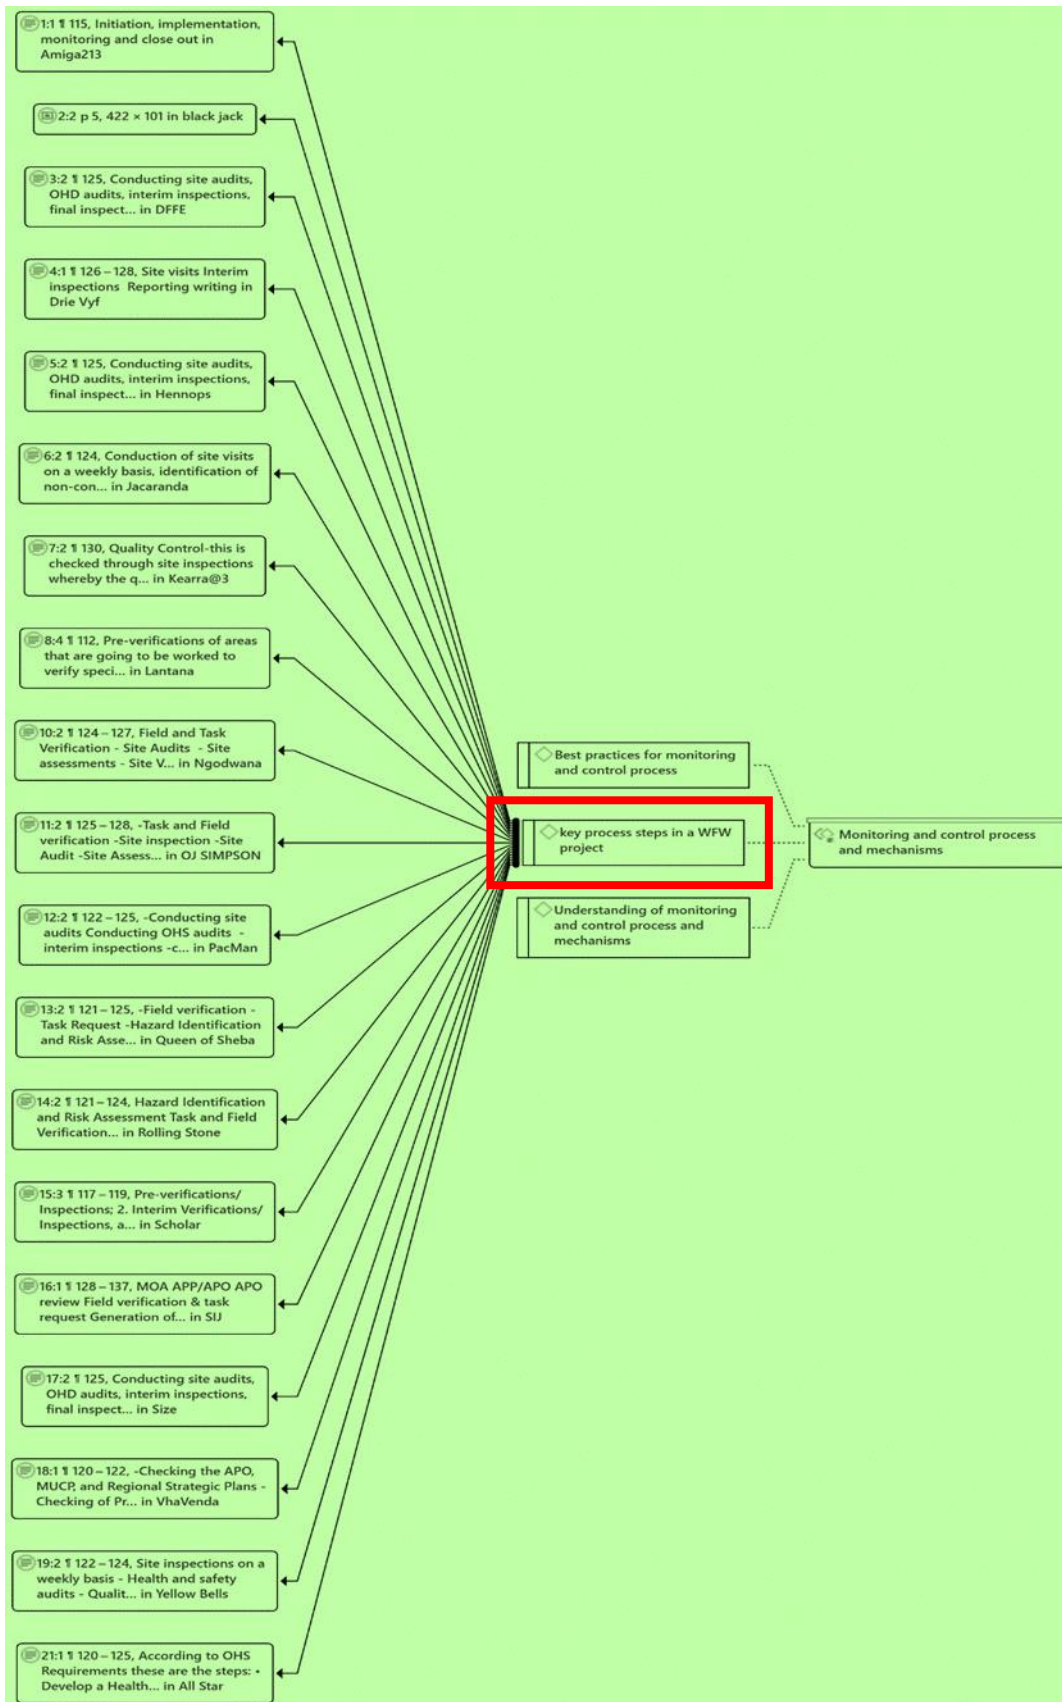 1:1 ¶ 115, Initiation, implementation,
monitoring and close out in
Amiga213
2:2 p 5, 422 × 101 in black jack
3:2 ¶ 125, Conducting site audits,
OHD audits, interim inspections,
final inspect... in DFFE
4:1 ¶ 126 – 128, Site visits Interim
inspections Reporting writing in
Drie Vyf
5:2 ¶ 125, Conducting site audits,
OHD audits, interim inspections,
final inspect... in Hennops
6:2 ¶ 124, Conduction of site visits
on a weekly basis, identification of
non-con... in Jacaranda
7:2 ¶ 130, Quality Control-this is
checked through site inspections
whereby the q... in Kearra@3
8:4 ¶ 112, Pre-verifications of areas
that are going to be worked to
verify speci... in Lantana
10:2 ¶ 124 – 127, Field and Task
Verification - Site Audits - Site
assessments - Site V... in Ngodwana
11:2 ¶ 125 – 128, -Task and Field
verification -Site inspection -Site
Audit -Site Assess... in OJ SIMPSON
12:2 ¶ 122 – 125, -Conducting site
audits Conducting OHS audits -
interim inspections -c... in PacMan
13:2 ¶ 121 – 125, -Field verification -
Task Request -Hazard Identification
and Risk Asse... in Queen of Sheba
14:2 ¶ 121 – 124, Hazard Identification
and Risk Assessment Task and Field
Verification... in Rolling Stone
15:3 ¶ 117 – 119, Pre-verifications/
Inspections; 2. Interim Verifications/
Inspections, a... in Scholar
16:1 ¶ 128 – 137, MOA APP/APO APO
review Field verification & task
request Generation of... in SIJ
17:2 ¶ 125, Conducting site audits,
OHD audits, interim inspections,
final inspect... in Size
18:1 ¶ 120 – 122, -Checking the APO,
MUCP, and Regional Strategic Plans -
Checking of Pr... in VhaVenda
19:2 ¶ 122 – 124, Site inspections on a
weekly basis - Health and safety
audits - Qualit... in Yellow Bells
21:1 ¶ 120 – 125, According to OHS
Requirements these are the steps: •
Develop a Health... in All Star
Best practices for monitoring
and control process
key process steps in a WFW
project
Understanding of monitoring
and control process and
mechanisms
Monitoring and control process
and mechanisms